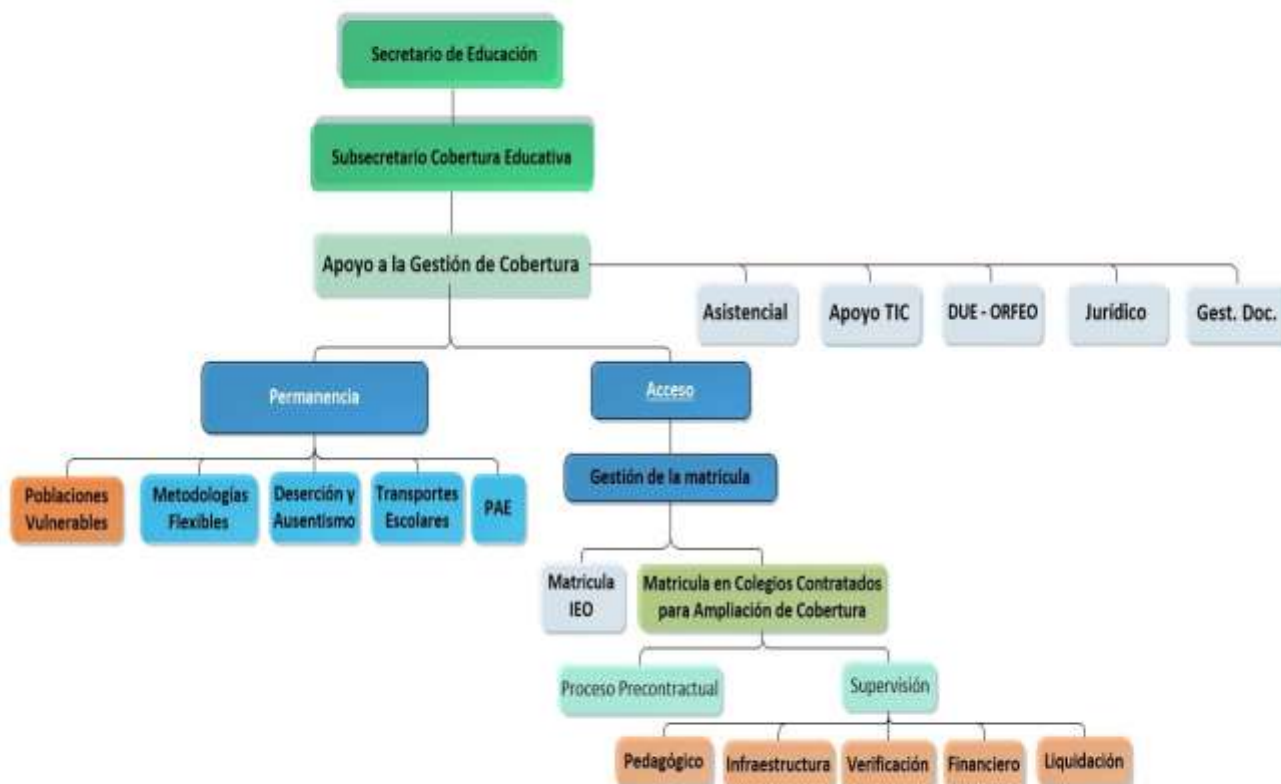 Secretario de Educación
Subsecretario Cobertura Educativa
Apoyo a la Gestión de Cobertura
Asistencial
Apoyo TIC
DUE - ORFEO
Jurídico
Gest. Doc.
Permanencia
Acceso
Poblaciones
Vulnerables
Metodologías
Flexibles
Deserción y
Ausentismo
Transportes
Escolares
PAE
Gestión de la matrícula
Matricula
IEO
Matricula en Colegios Contratados
para Ampliación de Cobertura
Proceso Precontractual
Supervisión
Pedagógico
Infraestructura
Verificación
Financiero
Liquidación